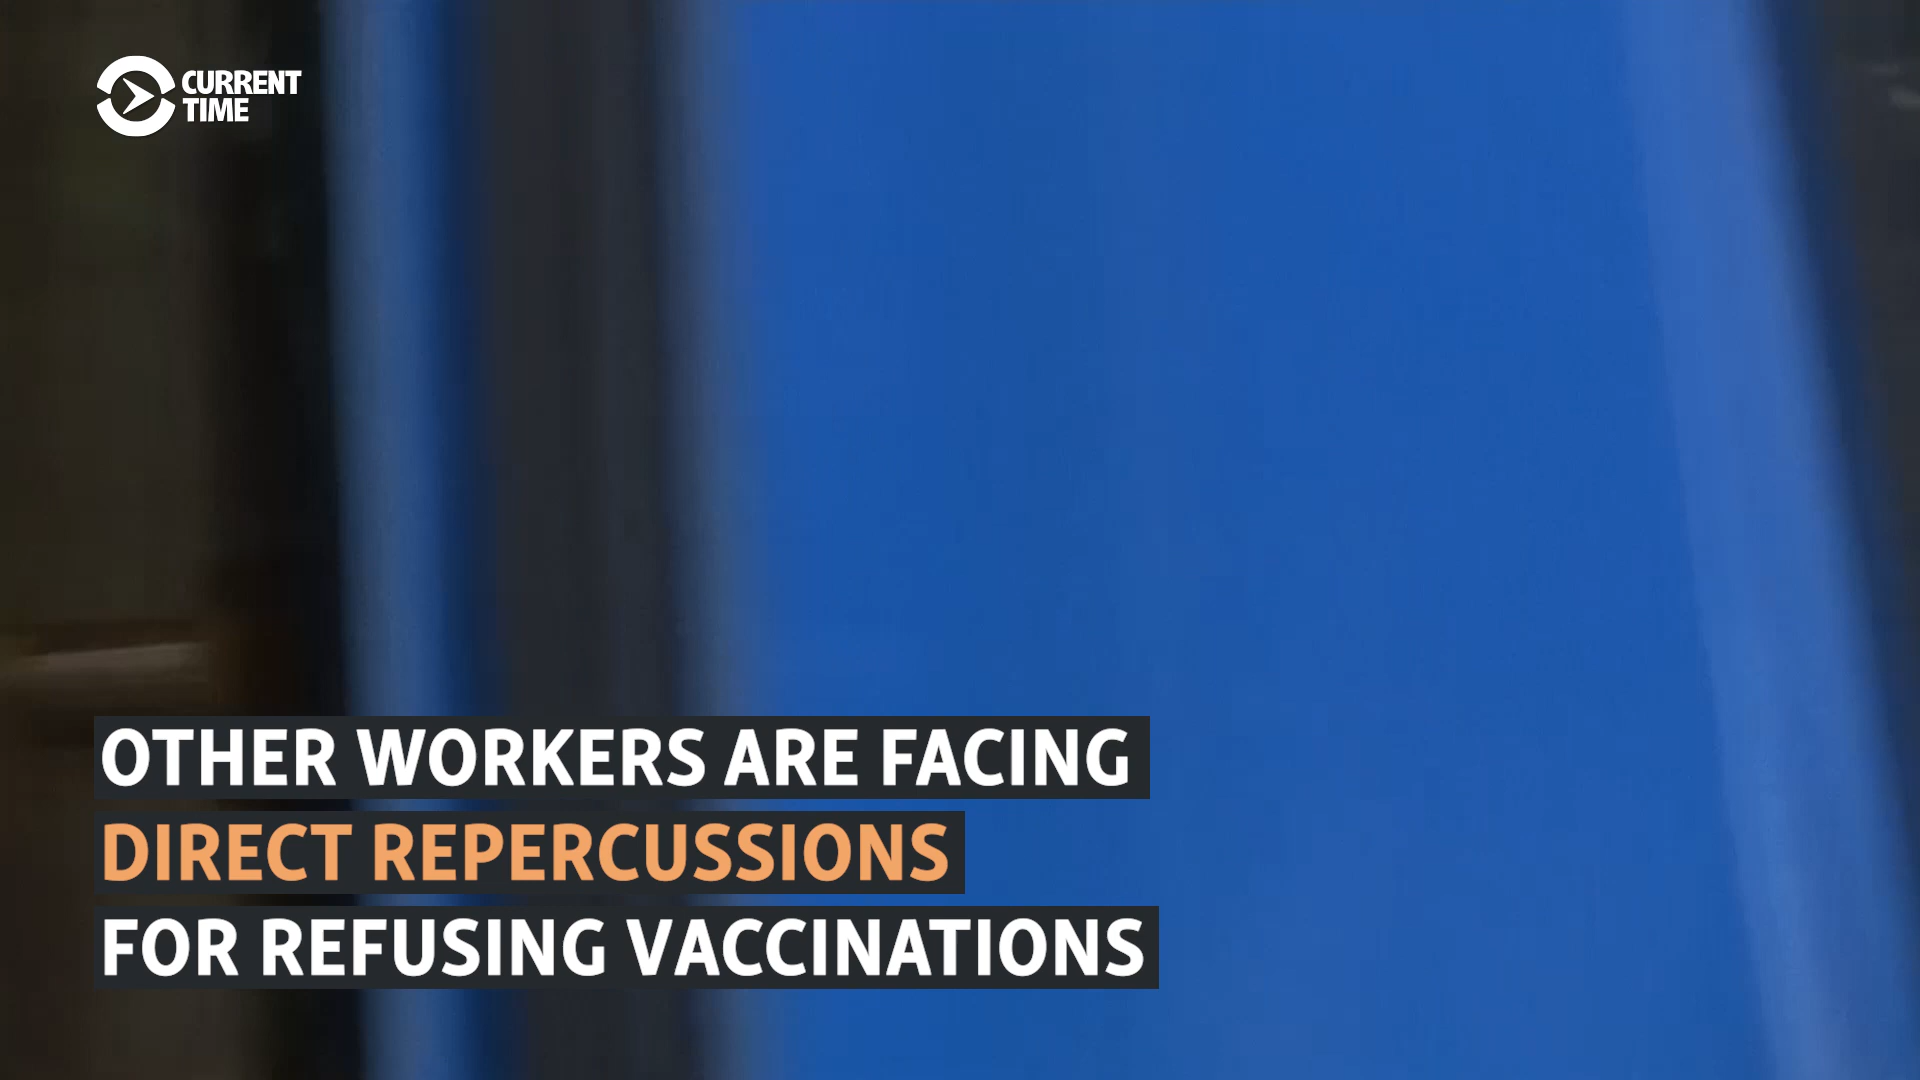 CURRENT
TIME
OTHER WORKERS ARE FACING
DIRECT REPERCUSSIONS
FOR REFUSING VACCINATIONS